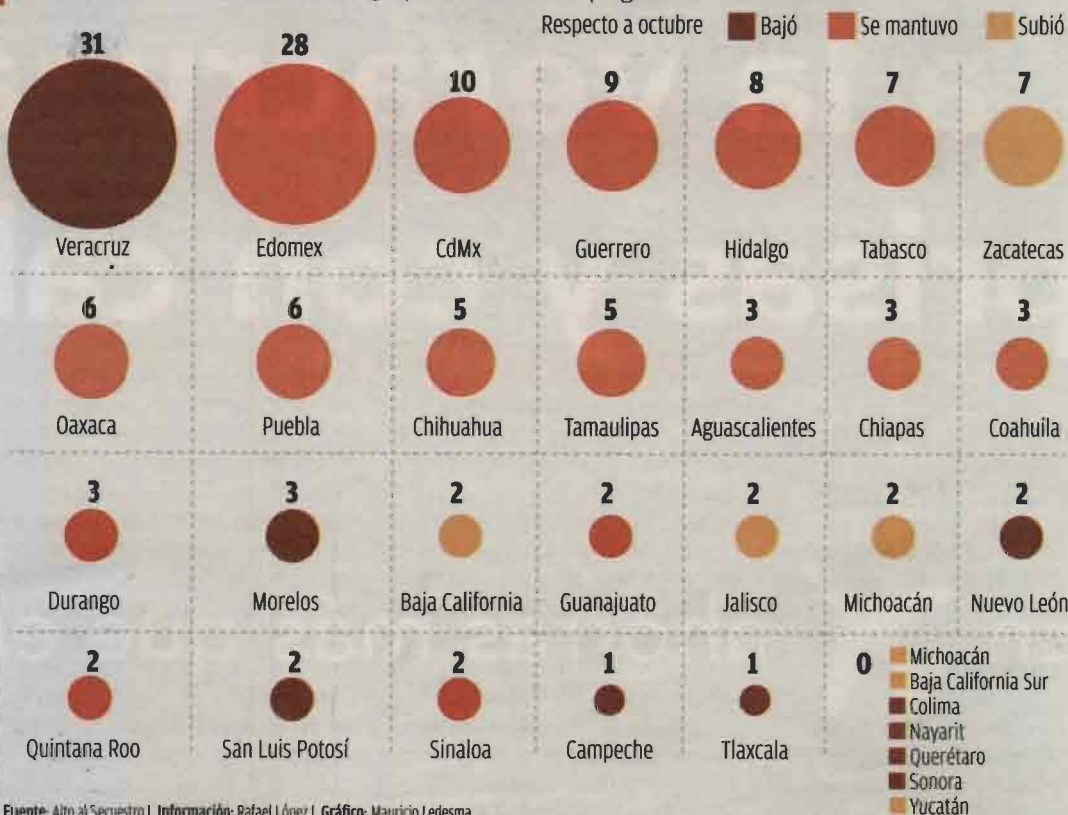 Respecto a octubre Bajó Se mantuvo Subió
31 28 10 9 8 7 7
Veracruz Edomex CdMx Guerrero Hidalgo Tabasco Zacatecas
6 6 5 5 3 3 3
Oaxaca Puebla Chihuahua Tamaulipas Aguascalientes Chiapas Coahuila
3 3 2 2 2 2 2
Durango Morelos Baja California Guanajuato Jalisco Michoacán Nuevo León
2 2 2 1 1 0
Quintana Roo San Luis Potosí Sinaloa Campeche Tlaxcala
Michoacán
Baja California Sur
Colima
Nayarit
Querétaro
Sonora
Yucatán
Fuente: Alto al Secuestro | Información: Rafael López | Gráfico: Mauricio Ledesma